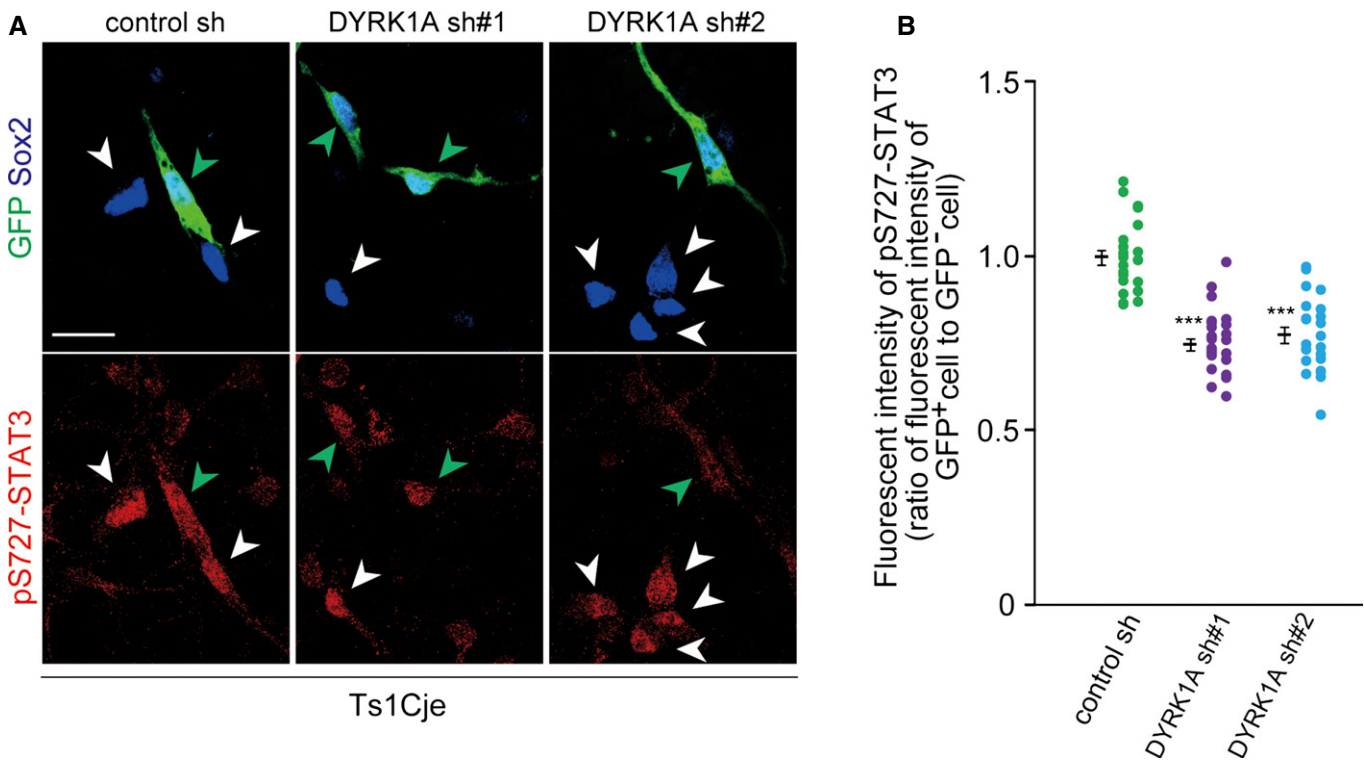 A
control sh
DYRK1A sh#1
DYRK1A sh#2
GFP Sox2
pS727-STAT3
Ts1Cje
B
Fluorescent intensity of pS727-STAT3
(ratio of fluorescent intensity of
GFP⁺cell to GFP⁻cell)
1.5
1.0
0.5
0
***
***
control sh
DYRK1A sh#1
DYRK1A sh#2